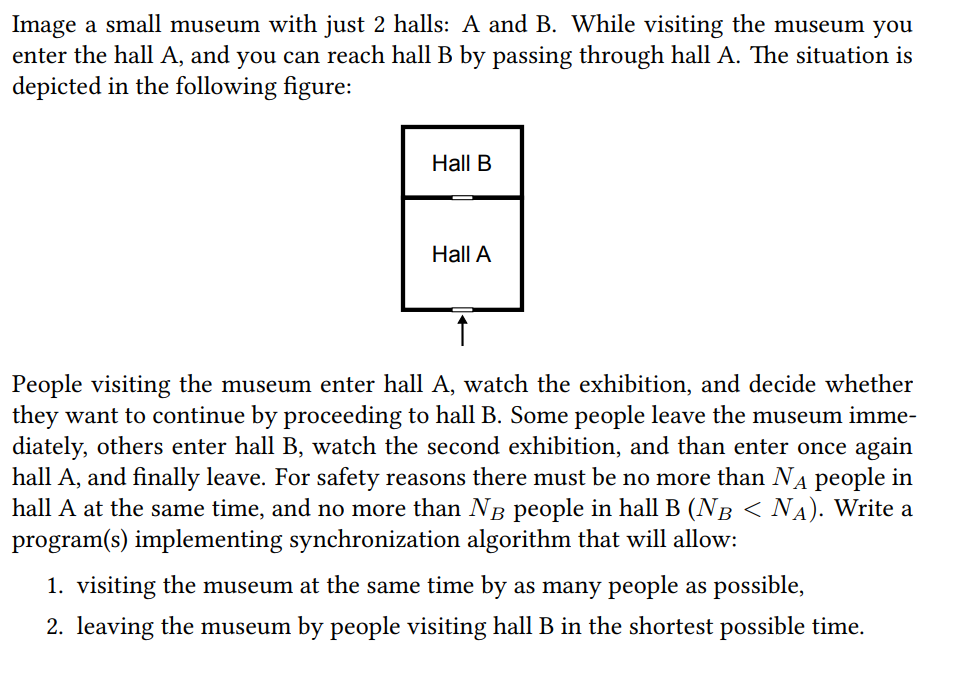 Image a small museum with just 2 halls: A and B. While visiting the museum you
enter the hall A, and you can reach hall B by passing through hall A. The situation is
depicted in the following figure:
Hall B
Hall A
People visiting the museum enter hall A, watch the exhibition, and decide whether
they want to continue by proceeding to hall B. Some people leave the museum imme-
diately, others enter hall B, watch the second exhibition, and than enter once again
hall A, and finally leave. For safety reasons there must be no more than N_A people in
hall A at the same time, and no more than N_B people in hall B (N_B < N_A). Write a
program(s) implementing synchronization algorithm that will allow:
1. visiting the museum at the same time by as many people as possible,
2. leaving the museum by people visiting hall B in the shortest possible time.